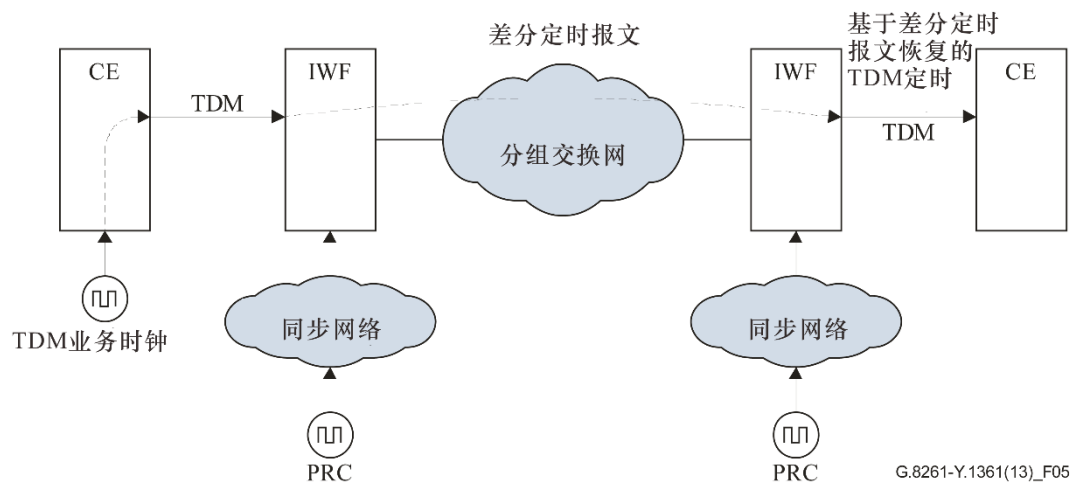 差分定时报文
基于差分定时
报文恢复的
TDM定时
CE
IWF
IWF
CE
TDM
TDM
分组交换网
TDM业务时钟
同步网络
同步网络
PRC
PRC
G.8261-Y.1361(13)_F05